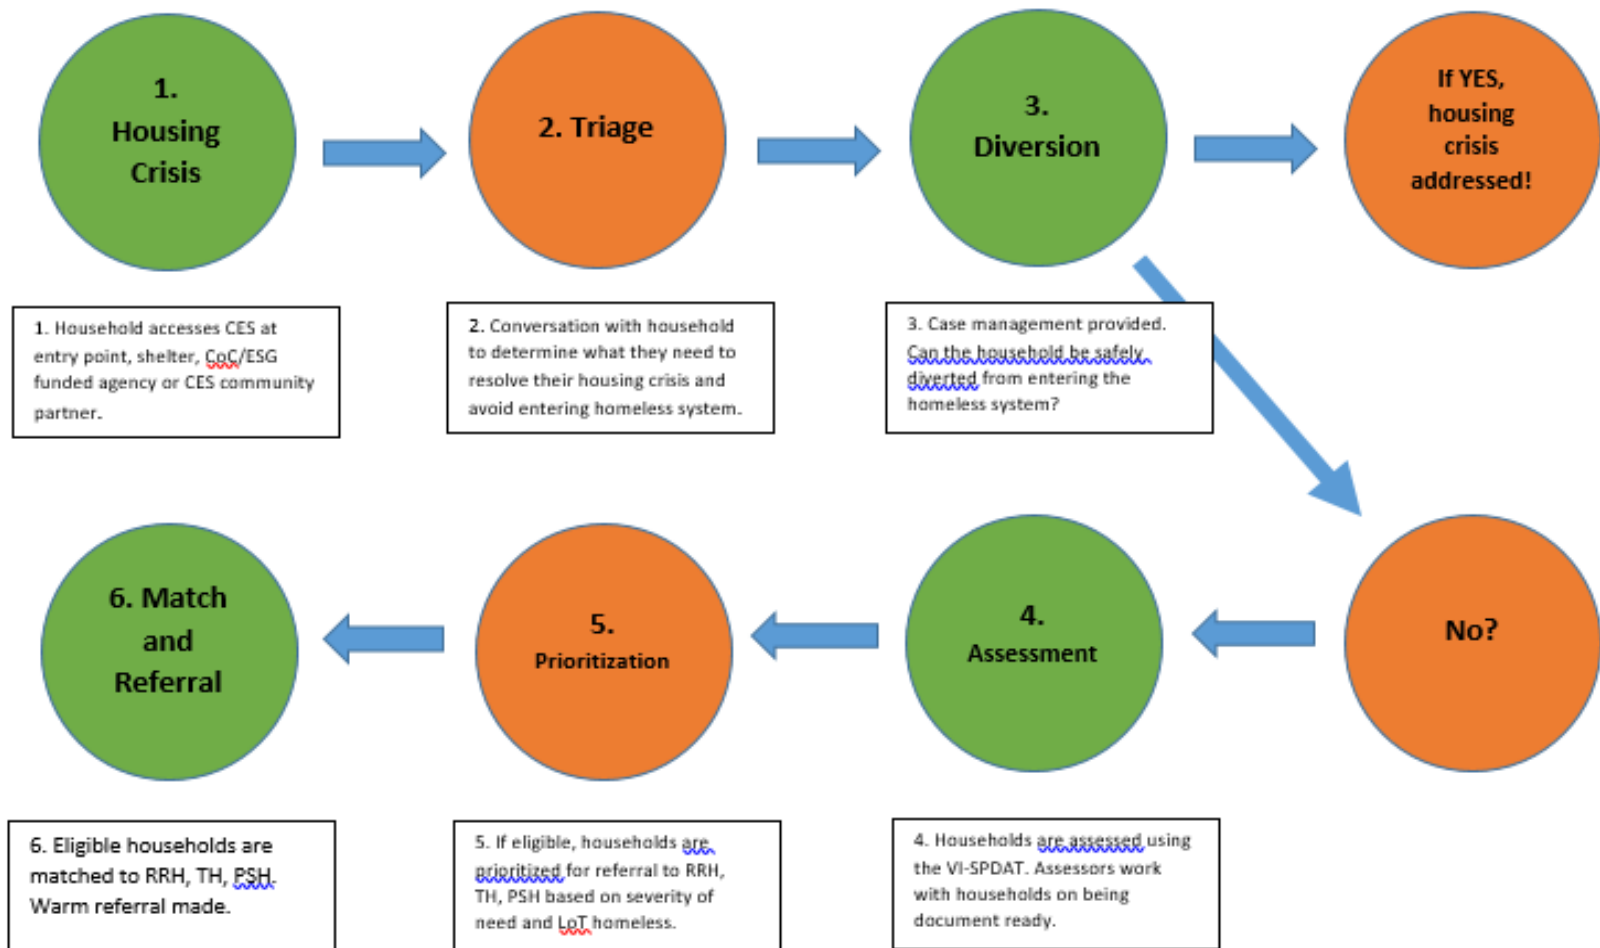 1.
Housing
Crisis
2. Triage
3.
Diversion
If YES,
housing
crisis
addressed!
1. Household accesses CES at
entry point, shelter, CoC/ESG
funded agency or CES community
partner.
2. Conversation with household
to determine what they need to
resolve their housing crisis and
avoid entering homeless system.
3. Case management provided.
Can the household be safely
diverted from entering the
homeless system?
No?
4.
Assessment
5.
Prioritization
6. Match
and
Referral
4. Households are assessed using
the VI-SPDAT. Assessors work
with households on being
document ready.
5. If eligible, households are
prioritized for referral to RRH,
TH, PSH based on severity of
need and LoT homeless.
6. Eligible households are
matched to RRH, TH, PSH.
Warm referral made.